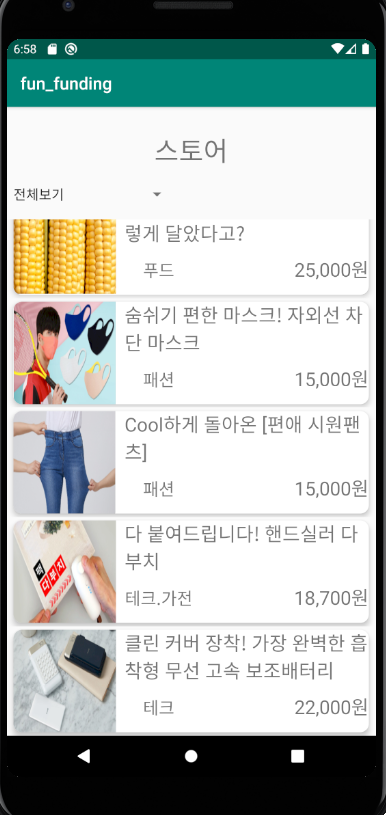 6:58
fun_funding
스토어
전체보기
렇게 달았다고?
푸드
25,000원
숨쉬기 편한 마스크! 자외선 차
단 마스크
패션
15,000원
Cool하게 돌아온 [편애 시원팬
츠]
패션
15,000원
다 붙여드립니다! 핸드실러 다
부치
테크.가전
18,700원
다부치
클린 커버 장착! 가장 완벽한 흡
착형 무선 고속 보조배터리
테크
22,000원